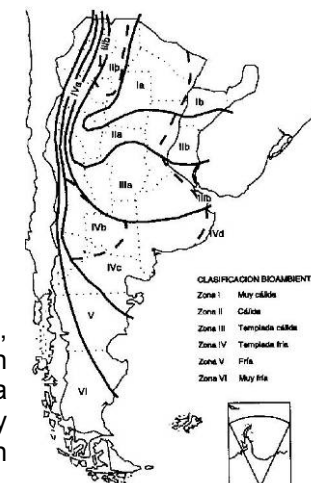 IVa
IIIb
IIb
Ia
Ib
IIa
IIb
IIIa
IIIb
IVd
IVb
IVc
CLASIFICACION BIOAMBIENT
Zona I Muy cálida
Zona II Cálida
Zona III Templada cálida
Zona IV Templada fría
V
Zona V Fría
Zona VI Muy fría
VI
,
n
a
y
n